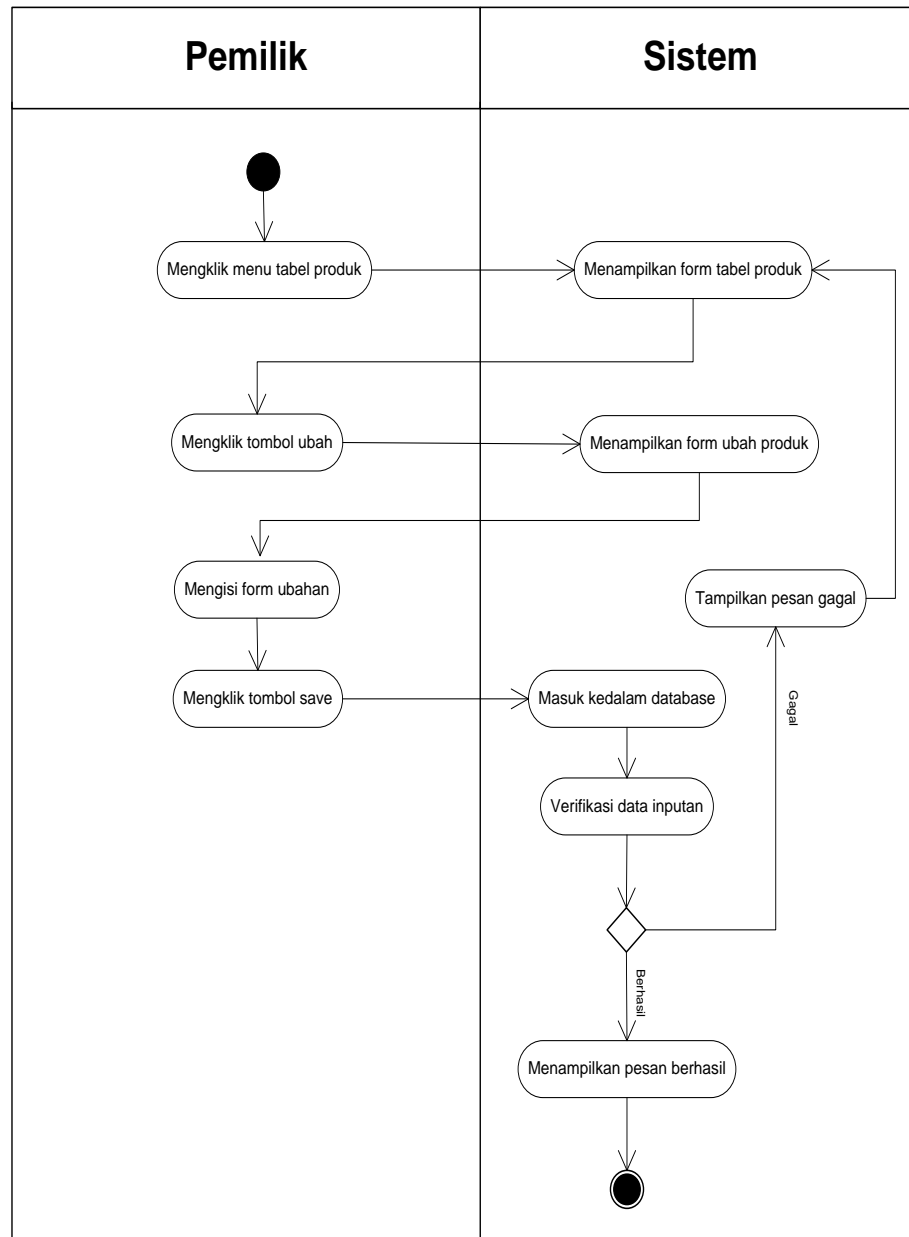 Pemilik
Sistem
Mengklik menu tabel produk
Menampilkan form tabel produk
Mengklik tombol ubah
Menampilkan form ubah produk
Mengisi form ubahan
Tampilkan pesan gagal
Mengklik tombol save
Masuk kedalam database
Gagal
Verifikasi data inputan
Berhasil
Menampilkan pesan berhasil